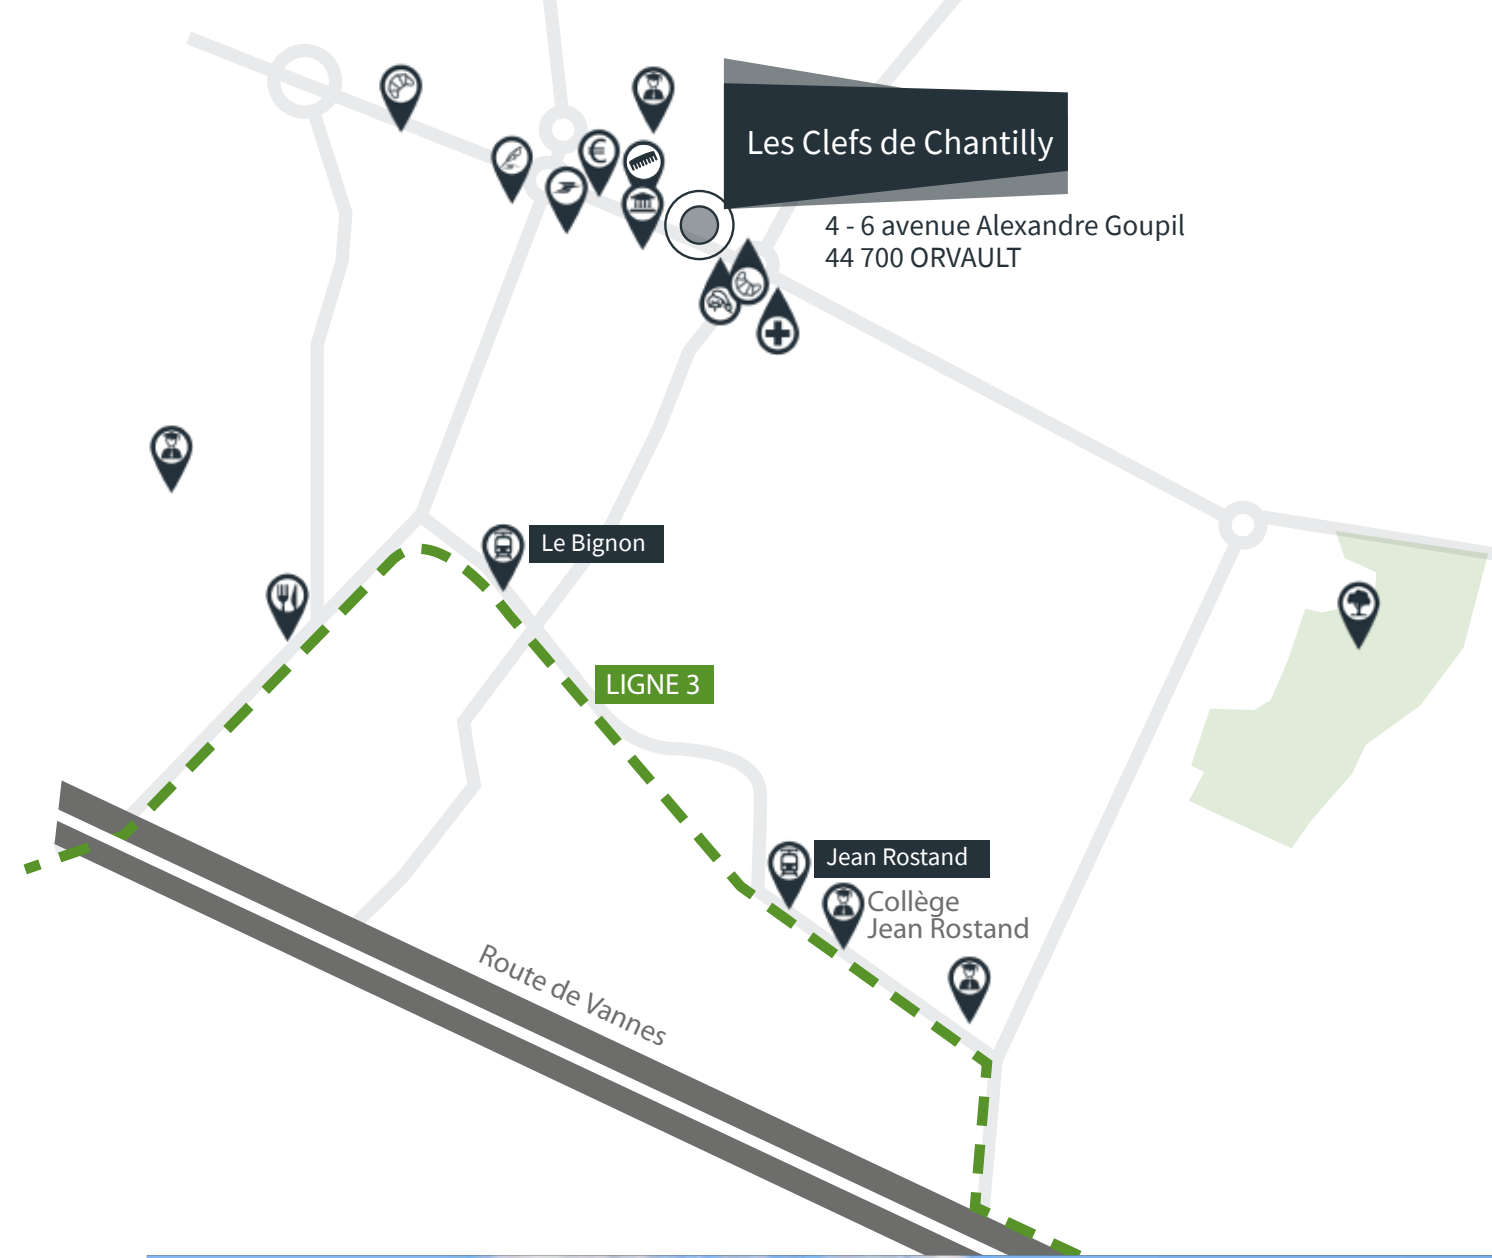 Les Clefs de Chantilly
4 - 6 avenue Alexandre Goupil
44 700 ORVAULT
Le Bignon
LIGNE 3
Jean Rostand
Collège
Jean Rostand
Route de Vannes